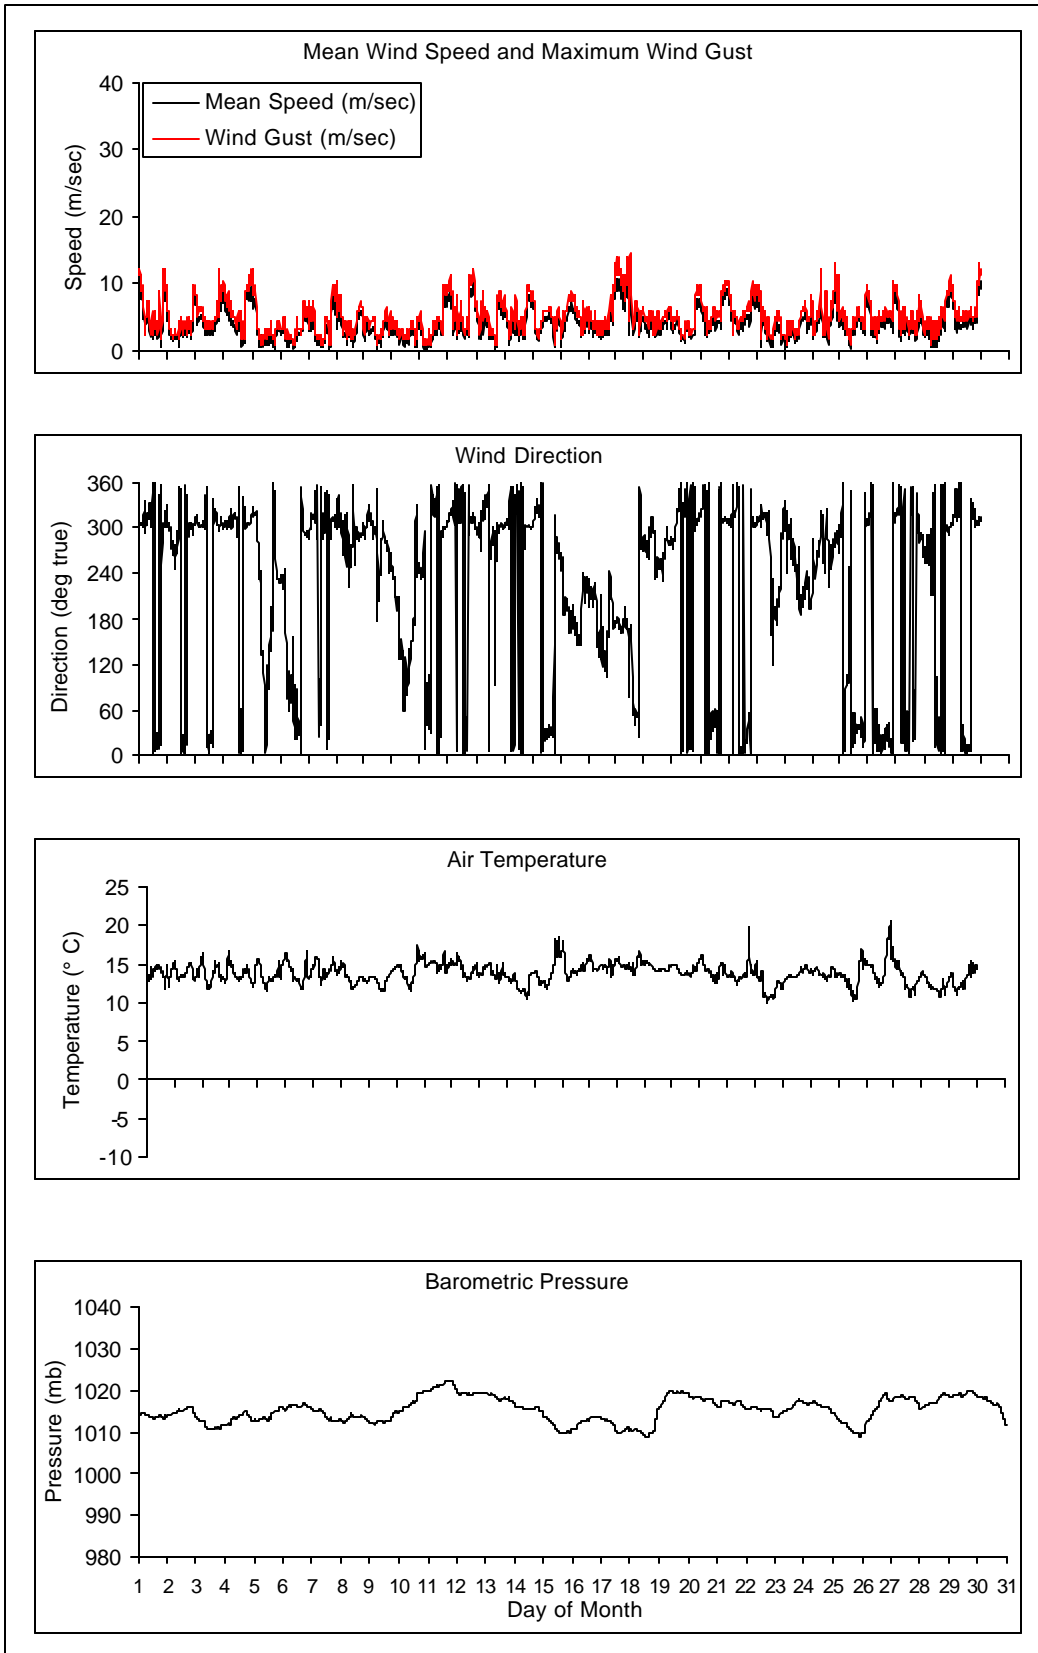 Mean Wind Speed and Maximum Wind Gust
Speed (m/sec)
40
30
20
10
0
Mean Speed (m/sec)
Wind Gust (m/sec)
Wind Direction
Direction (deg true)
360
300
240
180
120
60
0
Air Temperature
Temperature (° C)
25
20
15
10
5
0
-5
-10
Barometric Pressure
Pressure (mb)
1040
1030
1020
1010
1000
990
980
1 2 3 4 5 6 7 8 9 10 11 12 13 14 15 16 17 18 19 20 21 22 23 24 25 26 27 28 29 30 31
Day of Month